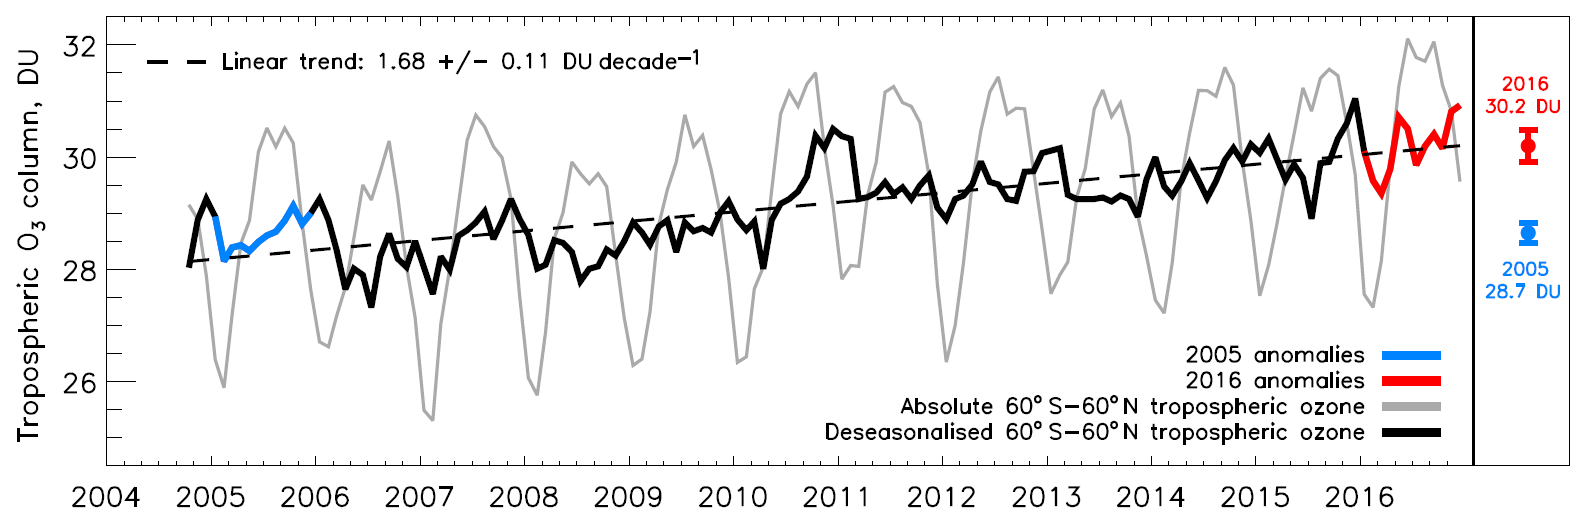 Tropospheric O₃ column, DU
32
30
28
26
Linear trend: 1.68 +/− 0.11 DU decade⁻¹
2005 anomalies
2016 anomalies
Absolute 60° S−60° N tropospheric ozone
Deseasonalised 60° S−60° N tropospheric ozone
2004 2005 2006 2007 2008 2009 2010 2011 2012 2013 2014 2015 2016
2016
30.2 DU
2005
28.7 DU